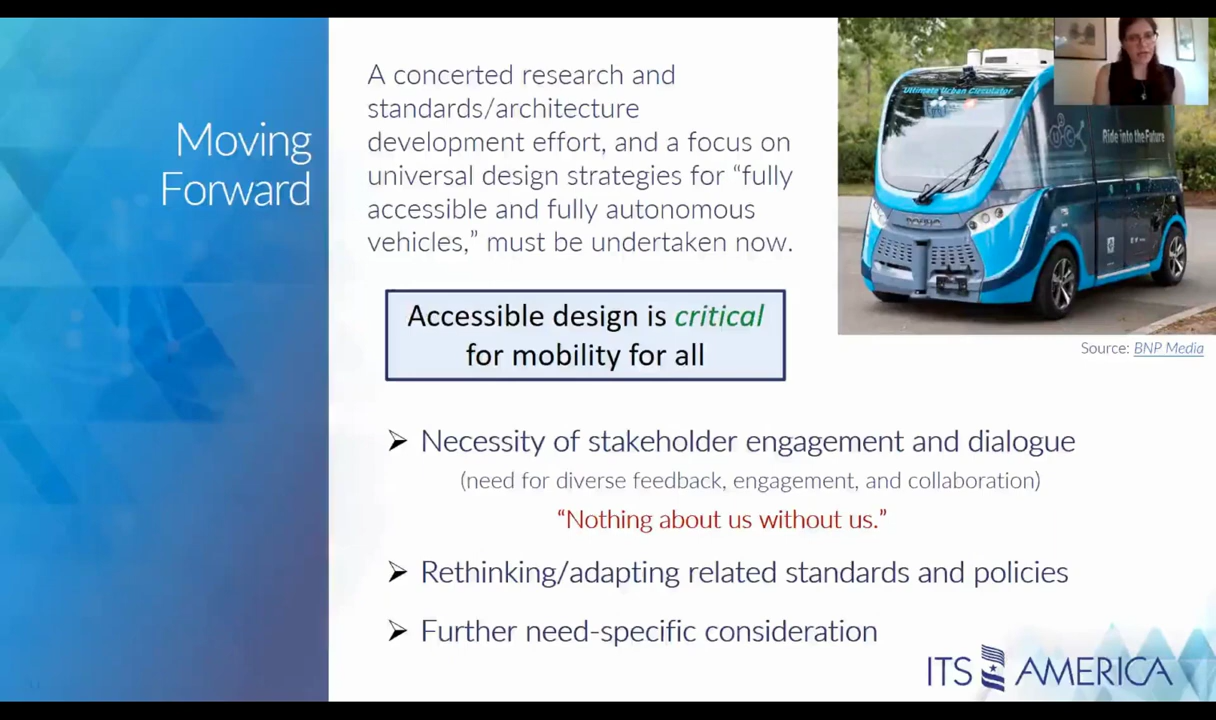 Moving
Forward
A concerted research and
standards/architecture
development effort, and a focus on
universal design strategies for “fully
accessible and fully autonomous
vehicles,” must be undertaken now.
Accessible design is critical
for mobility for all
Ultimate Urban Circulator
Ride into the Future
NAVYA
Source: BNP Media
➤ Necessity of stakeholder engagement and dialogue
(need for diverse feedback, engagement, and collaboration)
“Nothing about us without us.”
➤ Rethinking/adapting related standards and policies
➤ Further need-specific consideration
ITS AMERICA